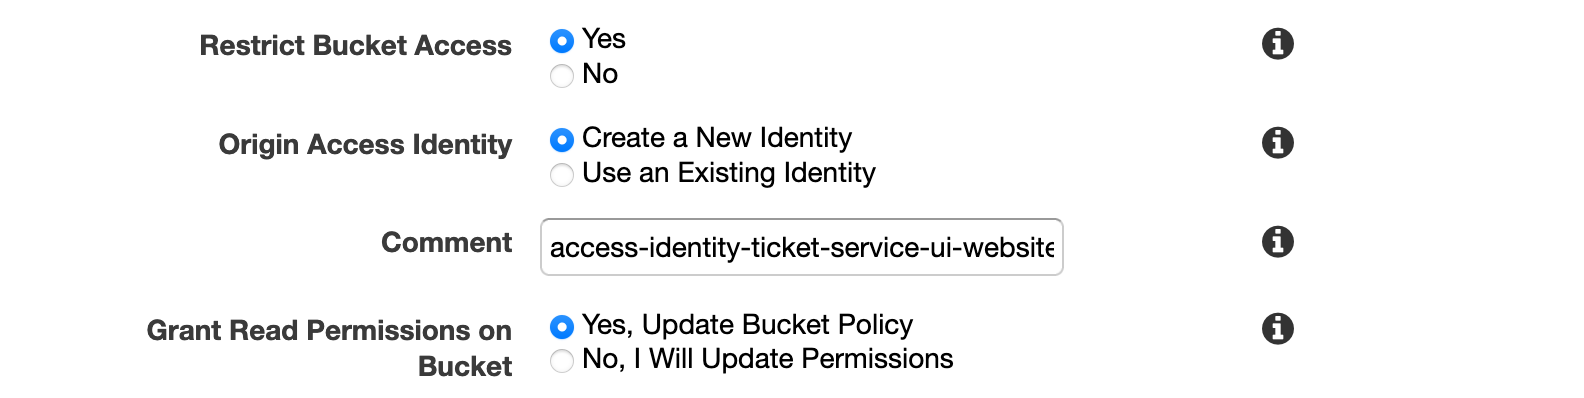 Restrict Bucket Access
Yes
No
Origin Access Identity
Create a New Identity
Use an Existing Identity
Comment
access-identity-ticket-service-ui-website
Grant Read Permissions on
Bucket
Yes, Update Bucket Policy
No, I Will Update Permissions